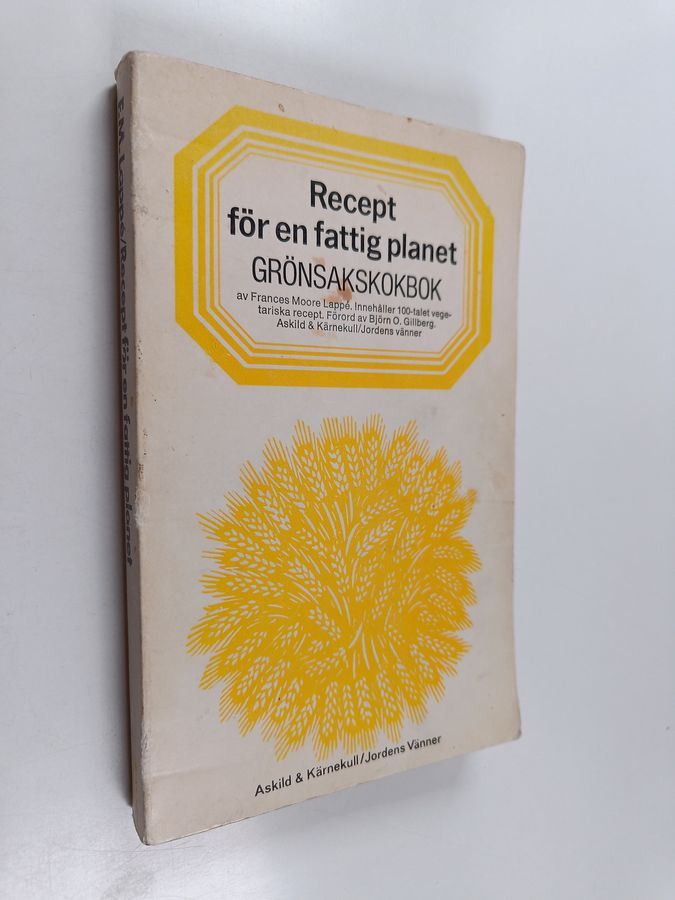 Recept
för en fattig planet
GRÖNSAKSKOKBOK
av Frances Moore Lappé. Innehåller 100-talet vege-
tariska recept. Förord av Björn O. Gillberg.
Askild & Kärnekull/Jordens vänner
Askild & Kärnekull/Jordens Vänner
F.M. Lappé/Recept för en fattig planet